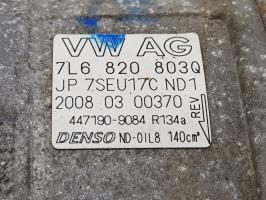 VW AG
7L6 820 803Q
JP 7SEU17C ND1
2008 03 00370
447190-9084 R134a
REV
DENSO ND-OIL8 140cm³